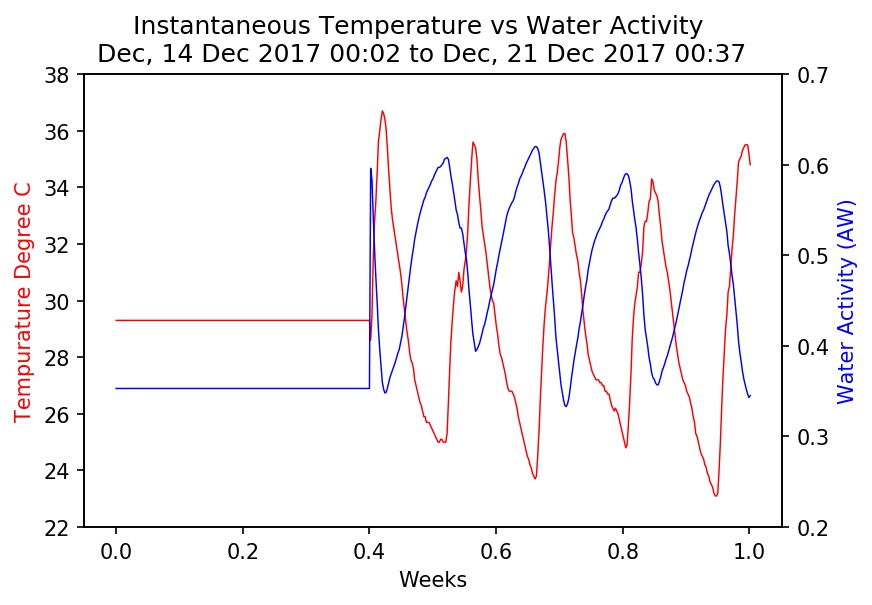 Instantaneous Temperature vs Water Activity
Dec, 14 Dec 2017 00:02 to Dec, 21 Dec 2017 00:37
38
36
34
32
30
28
26
24
22
Tempurature Degree C
0.7
0.6
0.5
0.4
0.3
0.2
Water Activity (AW)
0.0 0.2 0.4 0.6 0.8 1.0
Weeks